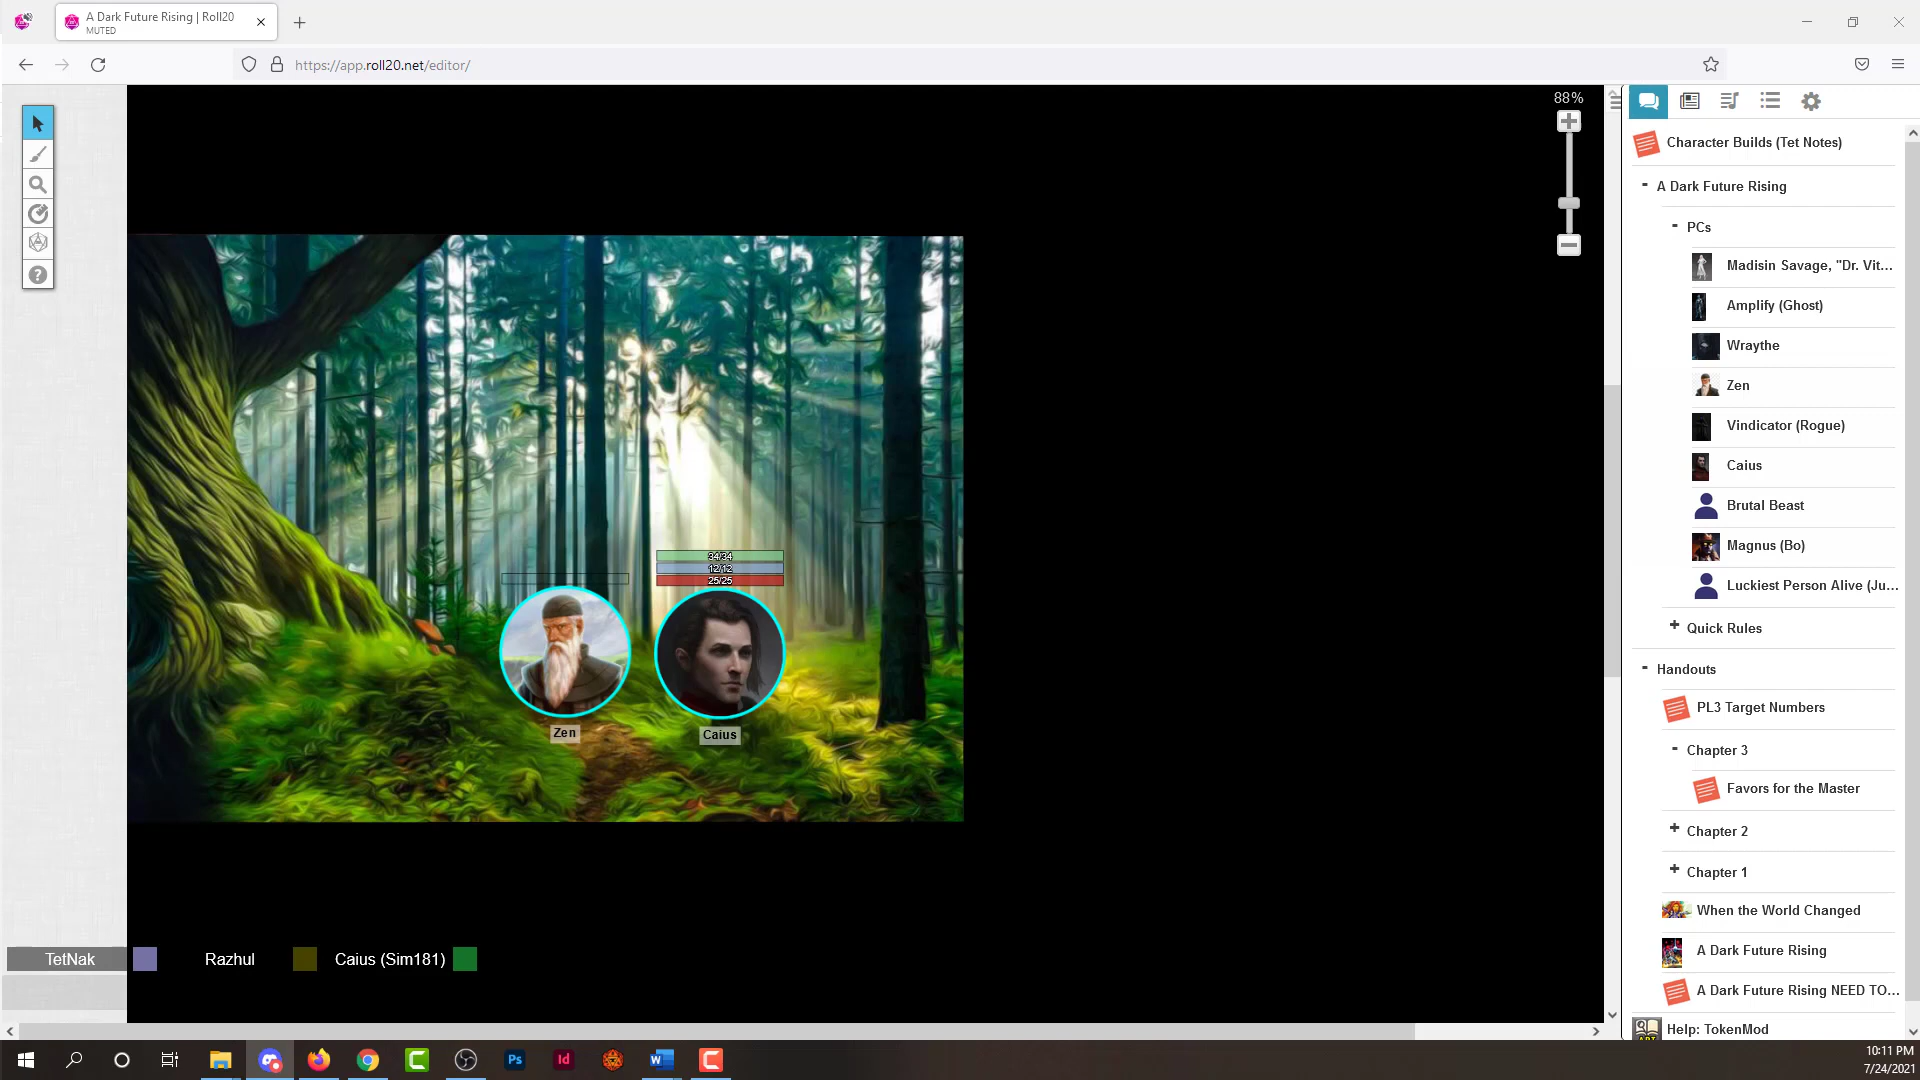 A Dark Future Rising | Roll20
MUTED
https://app.roll20.net/editor/
88%
Character Builds (Tet Notes)
A Dark Future Rising
PCs
Madisin Savage, "Dr. Vit...
Amplify (Ghost)
Wraythe
Zen
Vindicator (Rogue)
Caius
Brutal Beast
Magnus (Bo)
Luckiest Person Alive (Ju...
Quick Rules
Handouts
PL3 Target Numbers
Chapter 3
Favors for the Master
Chapter 2
Chapter 1
When the World Changed
A Dark Future Rising
A Dark Future Rising NEED TO...
Help: TokenMod
34/34
12/12
25/25
Zen
Caius
TetNak
Razhul
Caius (Sim181)
Ps
Id
10:11 PM
7/24/2021